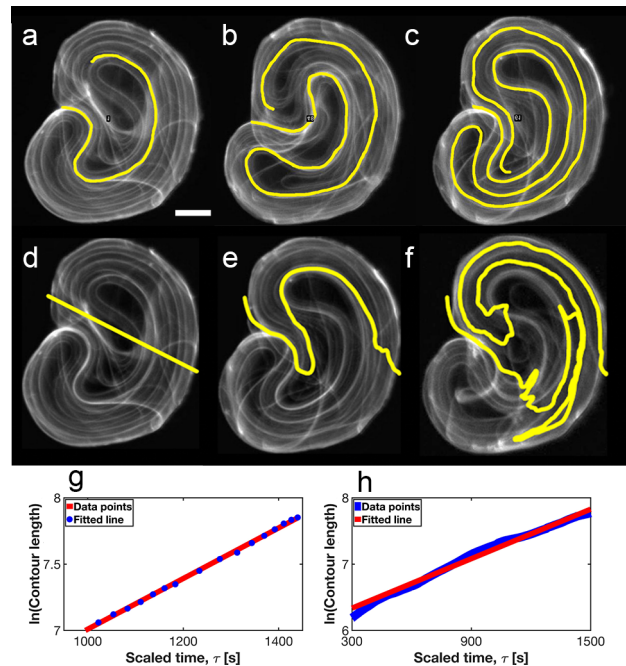 a
b
c
d
e
f
g
h
8
7.5
7
ln(Contour length)
Data points
Fitted line
1000
1200
1400
Scaled time, τ [s]
8
7
6
ln(Contour length)
Data points
Fitted line
300
900
1500
Scaled time, τ [s]